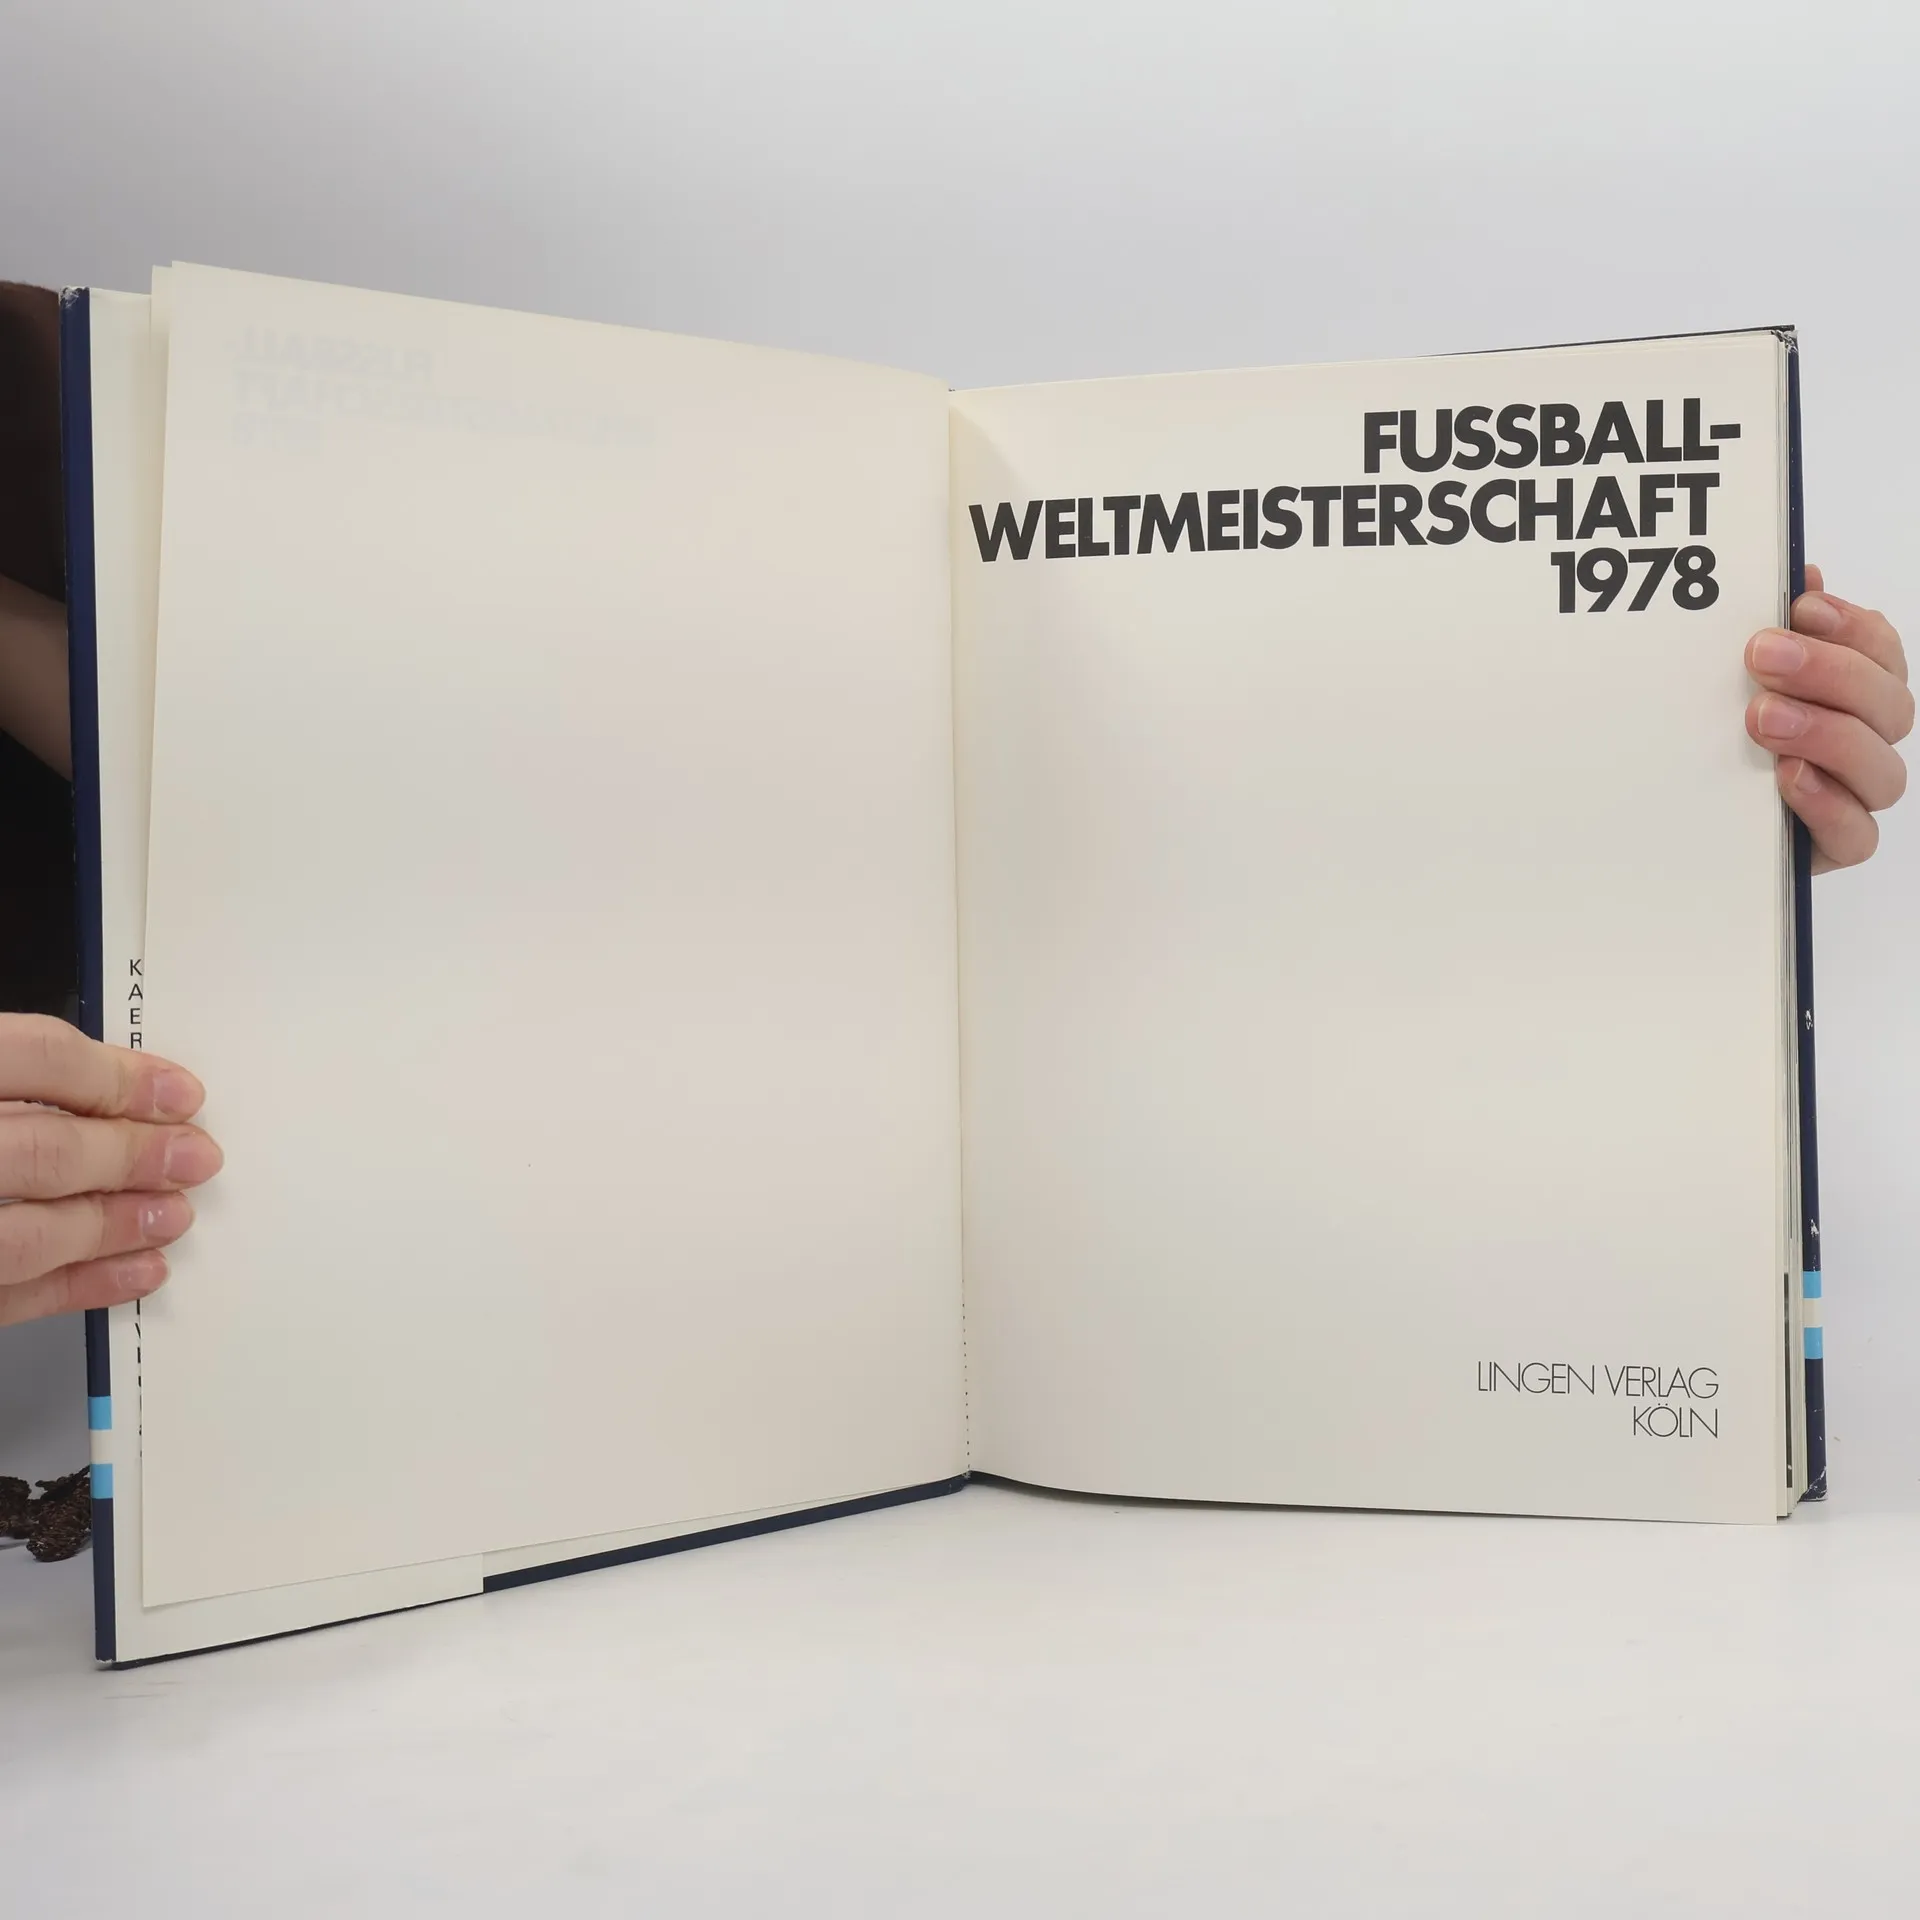 K
A
E
R
FUSSBALL-
WELTMEISTERSCHAFT
1978
LINGEN VERLAG
KÖLN